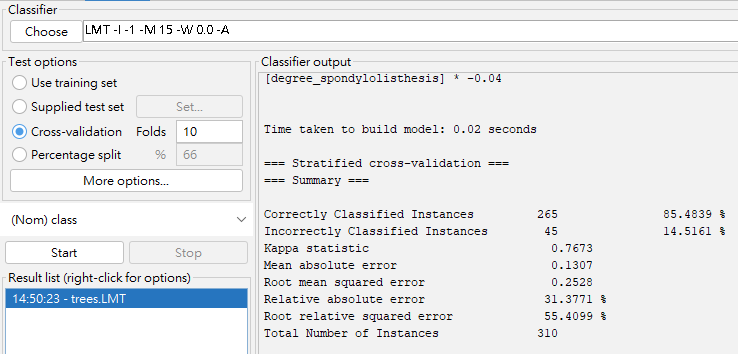 Classifier
Choose LMT -I -1 -M 15 -W 0.0 -A
Test options
Use training set
Supplied test set Set...
Cross-validation Folds 10
Percentage split % 66
More options...
(Nom) class
Start Stop
Result list (right-click for options)
14:50:23 - trees.LMT
Classifier output
[degree_spondylolisthesis] * -0.04
Time taken to build model: 0.02 seconds
=== Stratified cross-validation ===
=== Summary ===
Correctly Classified Instances 265 85.4839 %
Incorrectly Classified Instances 45 14.5161 %
Kappa statistic 0.7673
Mean absolute error 0.1307
Root mean squared error 0.2528
Relative absolute error 31.3771 %
Root relative squared error 55.4099 %
Total Number of Instances 310